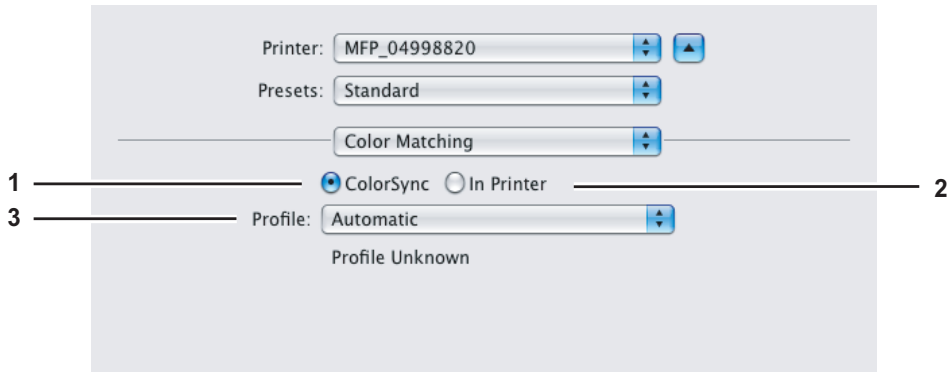 Printer: MFP_04998820
Presets: Standard
Color Matching
1 ColorSync In Printer 2
3 Profile: Automatic
Profile Unknown